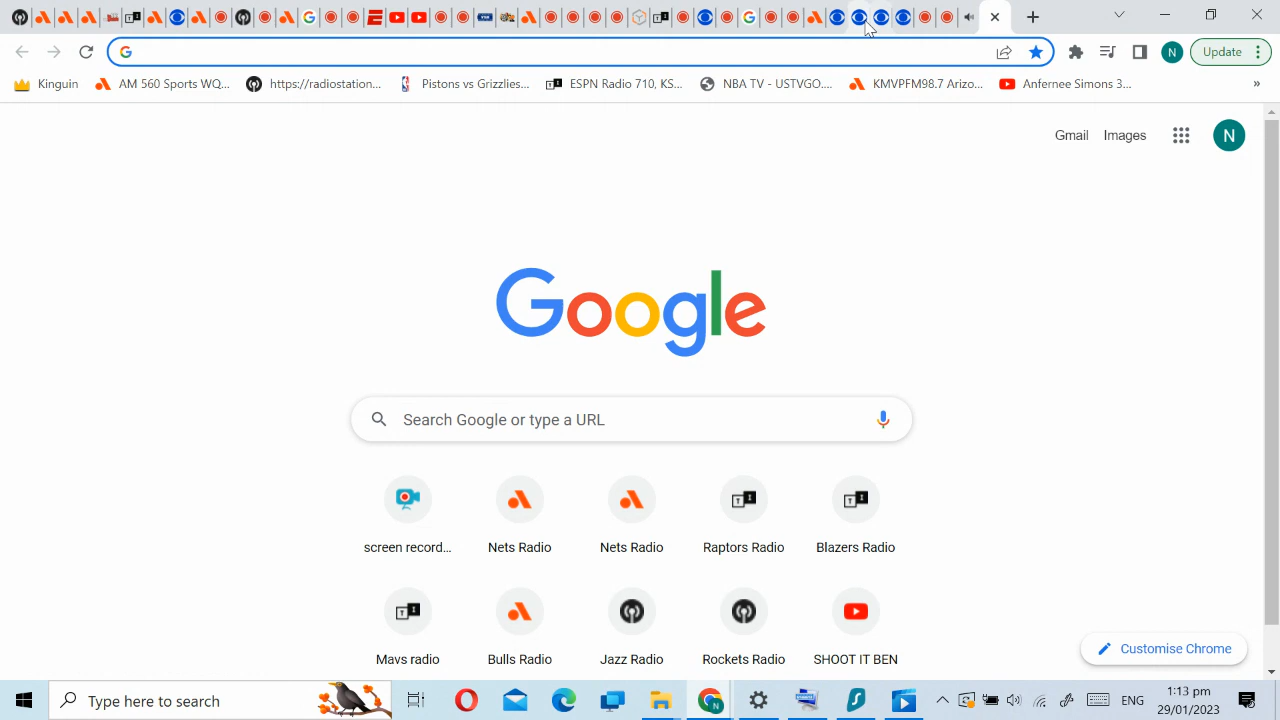 Update
Kinguin
AM 560 Sports WQ...
https://radiostation...
Pistons vs Grizzlies...
ESPN Radio 710, KS...
NBA TV - USTVGO....
KMVPFM98.7 Arizo...
Anfernee Simons 3...
»
Gmail
Images
N
Google
Search Google or type a URL
screen record...
Nets Radio
Nets Radio
Raptors Radio
Blazers Radio
Mavs radio
Bulls Radio
Jazz Radio
Rockets Radio
SHOOT IT BEN
Customise Chrome
Type here to search
ENG
1:13 pm
29/01/2023